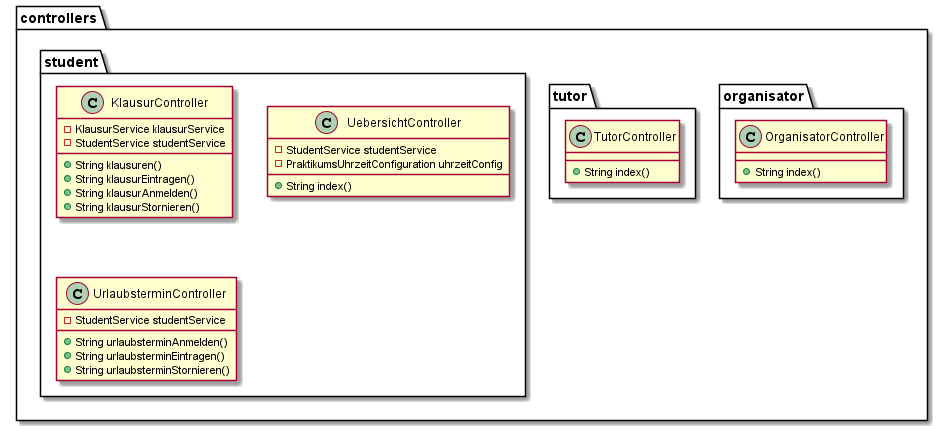 controllers
student
C KlausurController
KlausurService klausurService
StudentService studentService
String klausuren()
String klausurEintragen()
String klausurAnmelden()
String klausurStornieren()
C UebersichtController
StudentService studentService
PraktikumsUhrzeitConfiguration uhrzeitConfig
String index()
C UrlaubsterminController
StudentService studentService
String urlaubsterminAnmelden()
String urlaubsterminEintragen()
String urlaubsterminStornieren()
tutor
C TutorController
String index()
organisator
C OrganisatorController
String index()